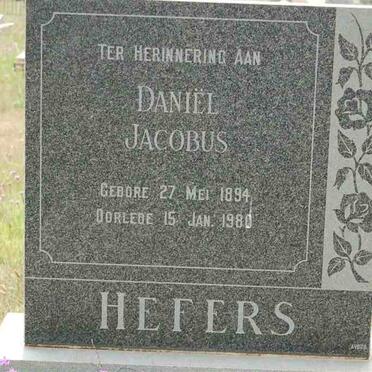 TER HERINNERING AAN
DANIËL
JACOBUS
GEBORE 27 MEI 1894
OORLEDE 15 JAN. 1980
HEFERS